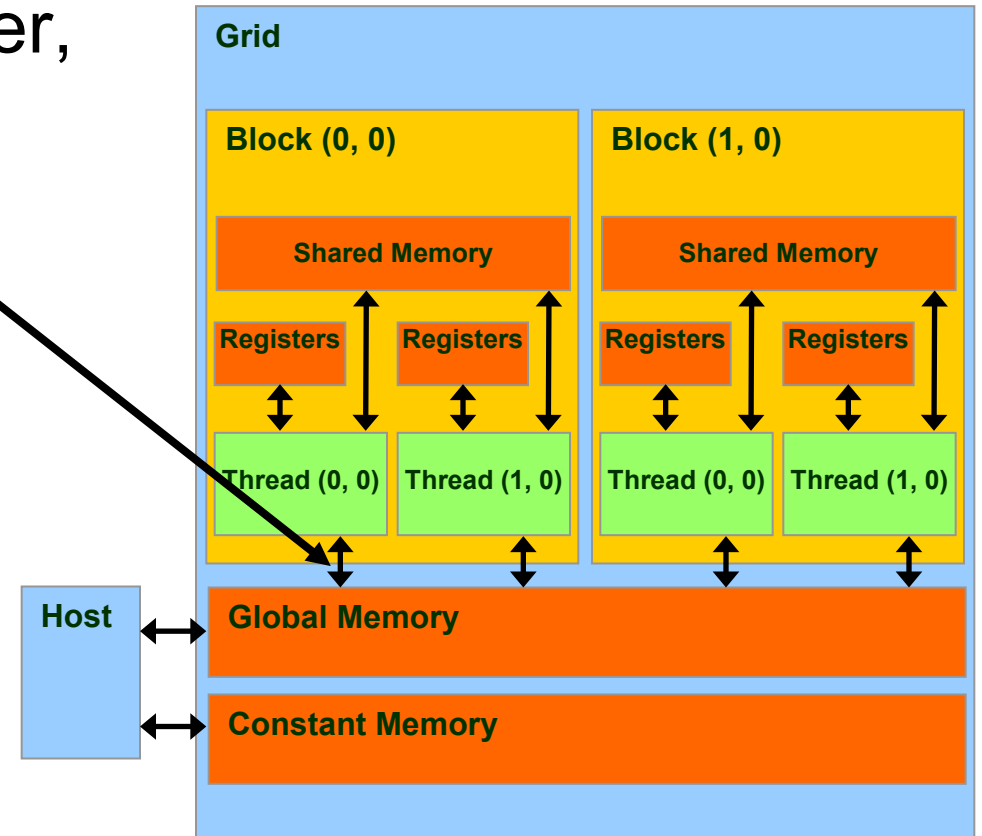 er,
Grid
Block (0, 0)
Block (1, 0)
Shared Memory
Shared Memory
Registers
Registers
Registers
Registers
Thread (0, 0)
Thread (1, 0)
Thread (0, 0)
Thread (1, 0)
Host
Global Memory
Constant Memory